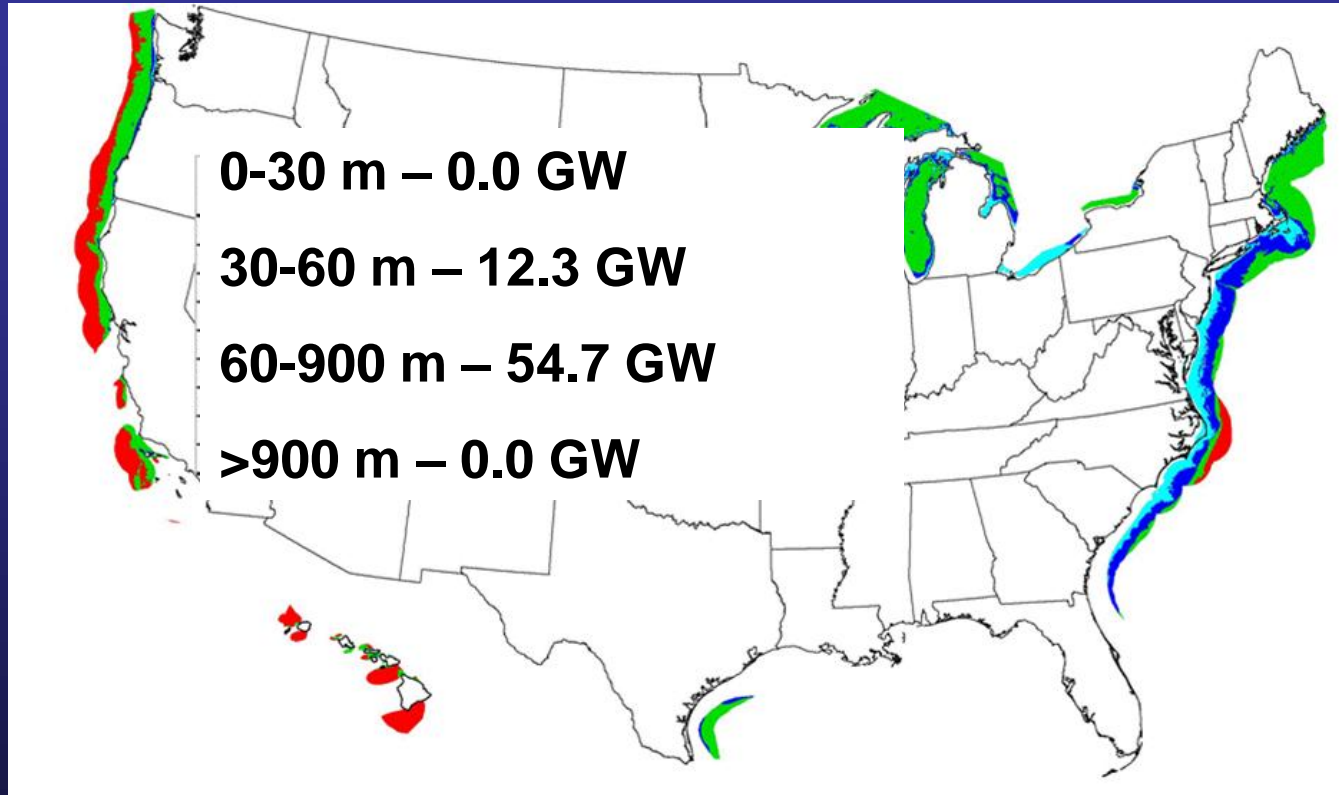 0-30 m – 0.0 GW
30-60 m – 12.3 GW
60-900 m – 54.7 GW
>900 m – 0.0 GW